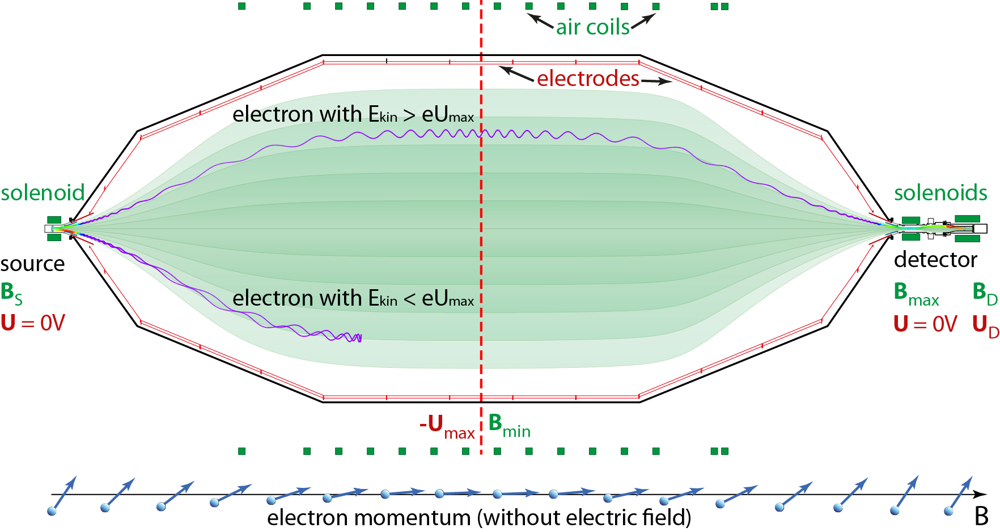 air coils
electrodes
electron with Ekin > eUmax
solenoid
solenoids
source
detector
BS
Bmax BD
U = 0V
U = 0V UD
electron with Ekin < eUmax
-Umax Bmin
electron momentum (without electric field)
B